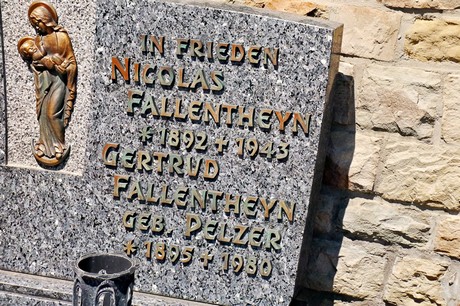 IN FRIEDEN
NICOLAS
FALLENTHEYN
* 1892 + 1943
GERTRUD
FALLENTHEYN
GEB. PELZER
* 1895 + 1980